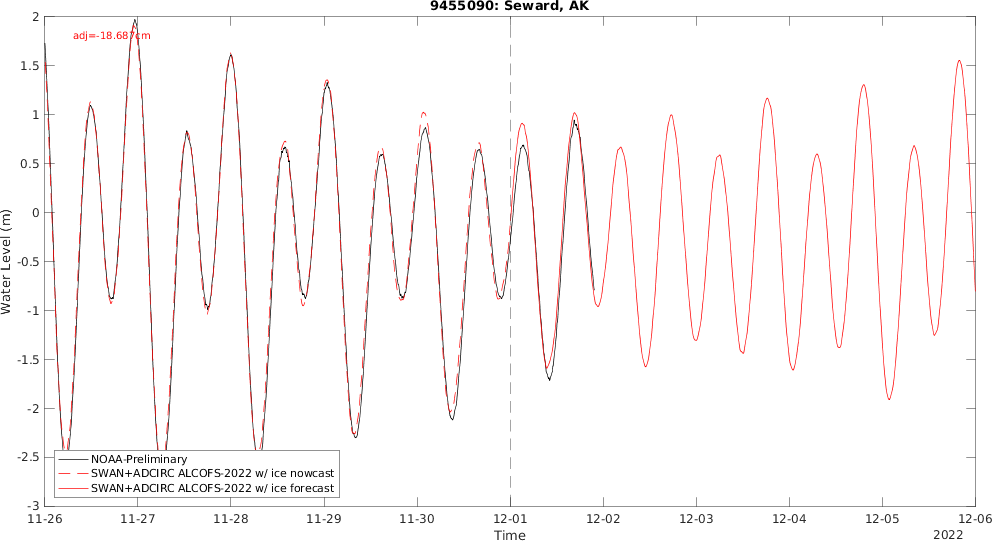 9455090: Seward, AK
adj=-18.687cm
2
1.5
1
0.5
0
-0.5
-1
-1.5
-2
-2.5
-3
Water Level (m)
NOAA-Preliminary
SWAN+ADCIRC ALCOFS-2022 w/ ice nowcast
SWAN+ADCIRC ALCOFS-2022 w/ ice forecast
11-26 11-27 11-28 11-29 11-30 12-01 12-02 12-03 12-04 12-05 12-06
Time
2022